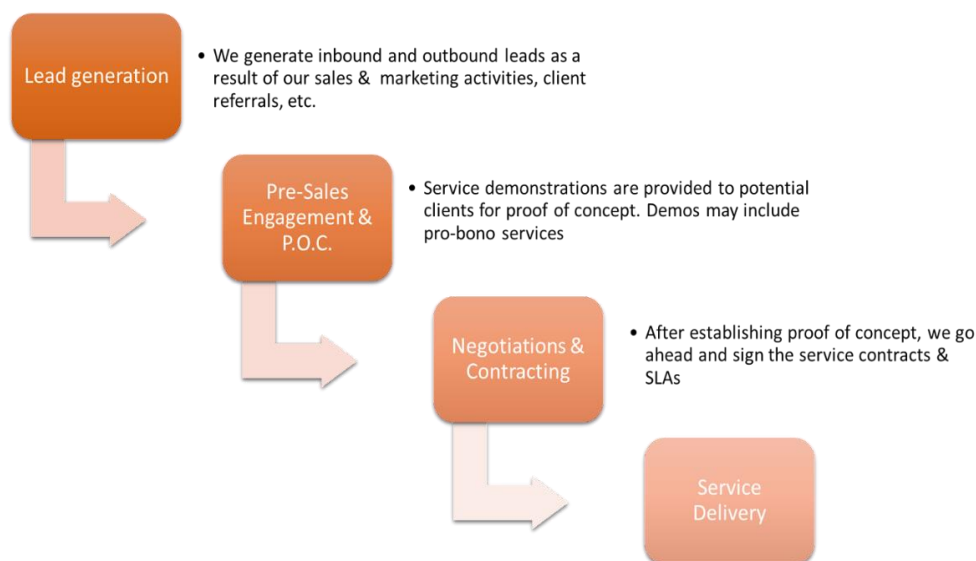 Lead generation
• We generate inbound and outbound leads as a
result of our sales & marketing activities, client
referrals, etc.
Pre-Sales
Engagement &
P.O.C.
• Service demonstrations are provided to potential
clients for proof of concept. Demos may include
pro-bono services
Negotiations &
Contracting
• After establishing proof of concept, we go
ahead and sign the service contracts &
SLAs
Service
Delivery